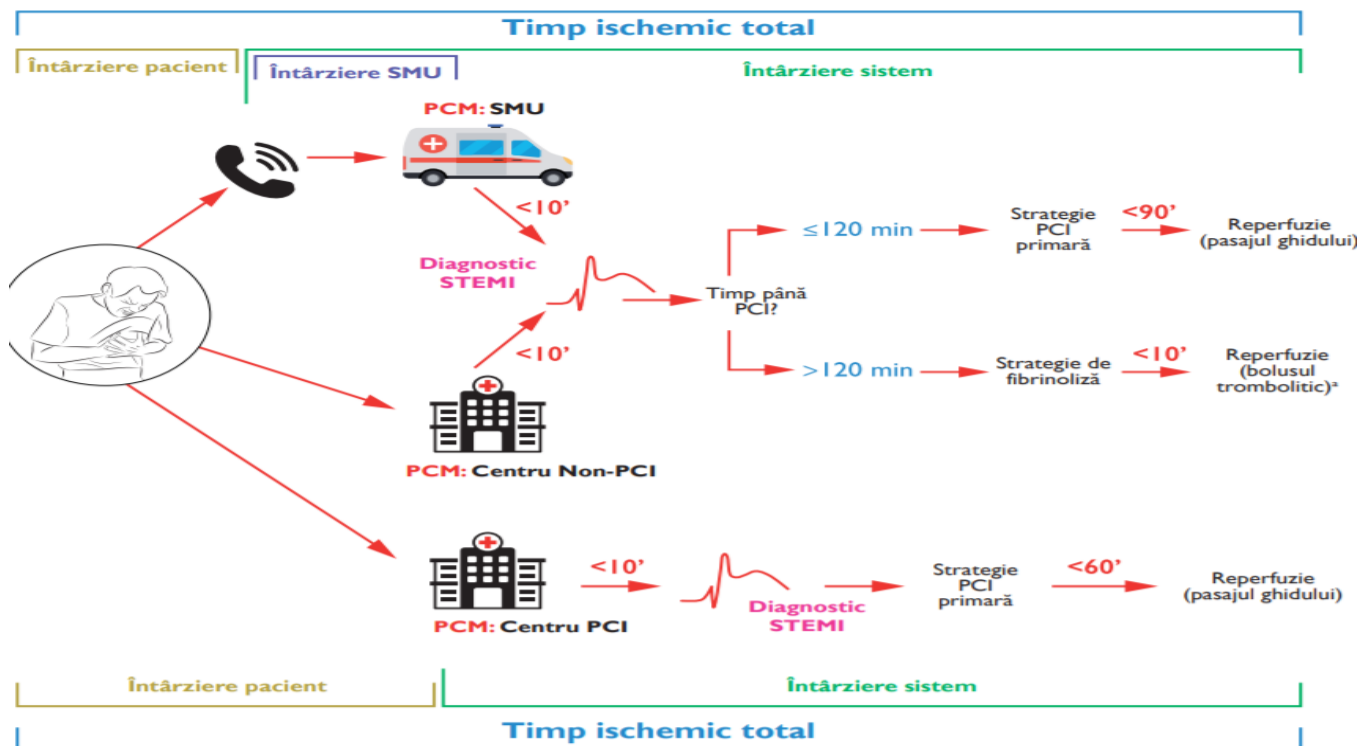 Timp ischemic total
Întârziere pacient
Întârziere SMU
Întârziere sistem
PCM: SMU
<10’
Diagnostic
STEMI
<10’
Timp până
PCI?
≤120 min
Strategie
PCI
primară
<90’
Reperfuzie
(pasajul ghidului)
>120 min
Strategie de
fibrinoliză
<10’
Reperfuzie
(bolusul
trombolitic)ᵃ
PCM: Centru Non-PCI
<10’
Diagnostic
STEMI
Strategie
PCI
primară
<60’
Reperfuzie
(pasajul ghidului)
PCM: Centru PCI
Întârziere pacient
Întârziere sistem
Timp ischemic total